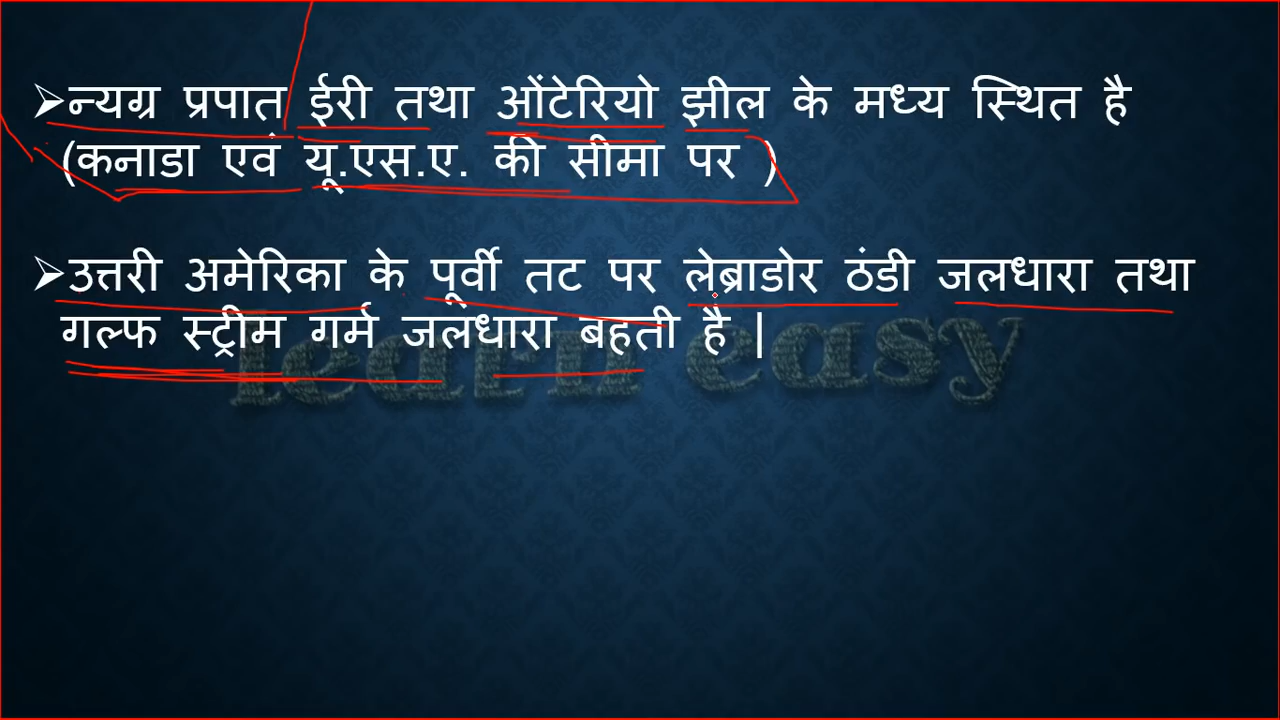 ➢न्यग्र प्रपात ईरी तथा ओंटेरियो झील के मध्य स्थित है
(कनाडा एवं यू.एस.ए. की सीमा पर )
➢उत्तरी अमेरिका के पूर्वी तट पर लेब्राडोर ठंडी जलधारा तथा
गल्फ स्ट्रीम गर्म जलधारा बहती है |
learn easy